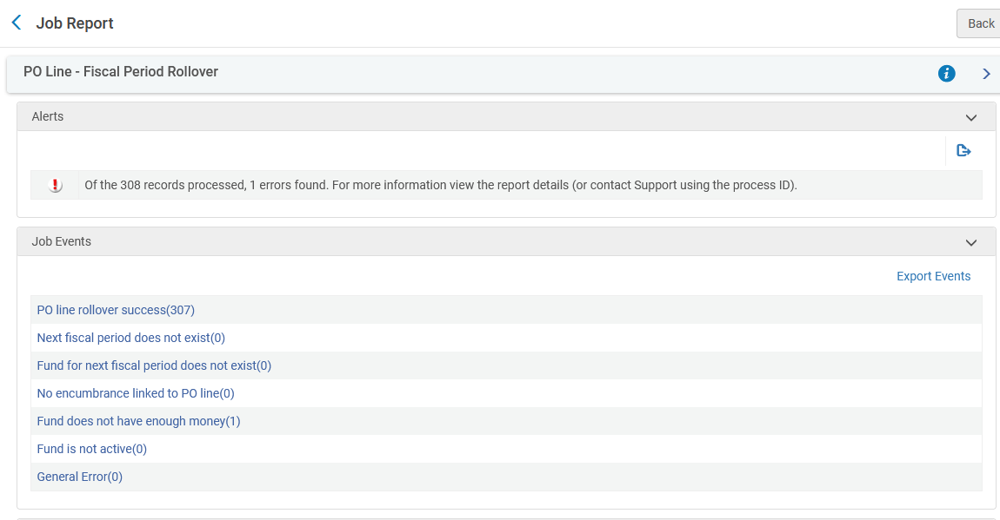 Job Report
Back
PO Line - Fiscal Period Rollover
Alerts
Of the 308 records processed, 1 errors found. For more information view the report details (or contact Support using the process ID).
Job Events
Export Events
PO line rollover success(307)
Next fiscal period does not exist(0)
Fund for next fiscal period does not exist(0)
No encumbrance linked to PO line(0)
Fund does not have enough money(1)
Fund is not active(0)
General Error(0)